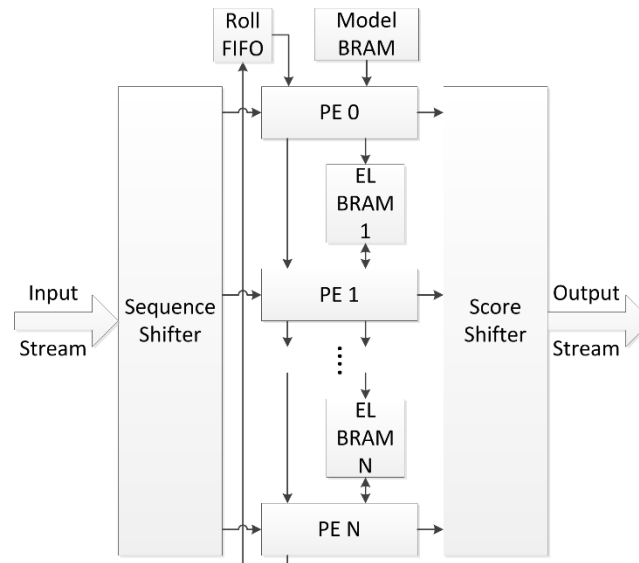 Roll
FIFO
Model
BRAM
PE 0
EL
BRAM
1
Input
Stream
Sequence
Shifter
PE 1
Score
Shifter
Output
Stream
EL
BRAM
N
PE N